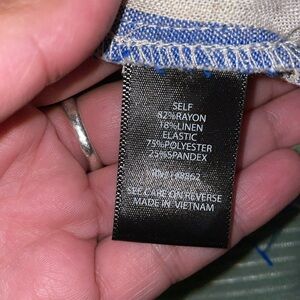 SELF
82%RAYON
18%LINEN
ELASTIC
75%POLYESTER
25%SPANDEX
SEE CARE ON REVERSE
MADE IN VIETNAM